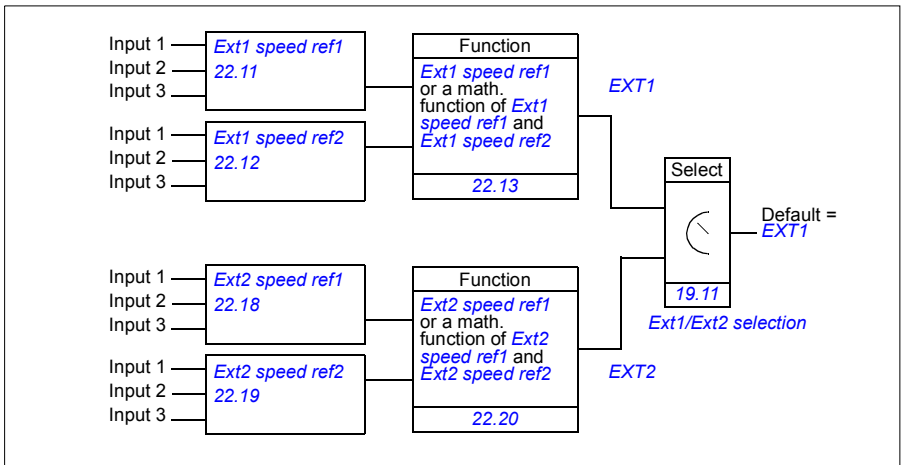 Input 1
Input 2
Input 3
Ext1 speed ref1
22.11
Input 1
Input 2
Input 3
Ext1 speed ref2
22.12
Function
Ext1 speed ref1
or a math.
function of Ext1
speed ref1 and
Ext1 speed ref2
22.13
EXT1
Select
Default =
EXT1
19.11
Ext1/Ext2 selection
Input 1
Input 2
Input 3
Ext2 speed ref1
22.18
Input 1
Input 2
Input 3
Ext2 speed ref2
22.19
Function
Ext2 speed ref1
or a math.
function of Ext2
speed ref1 and
Ext2 speed ref2
22.20
EXT2